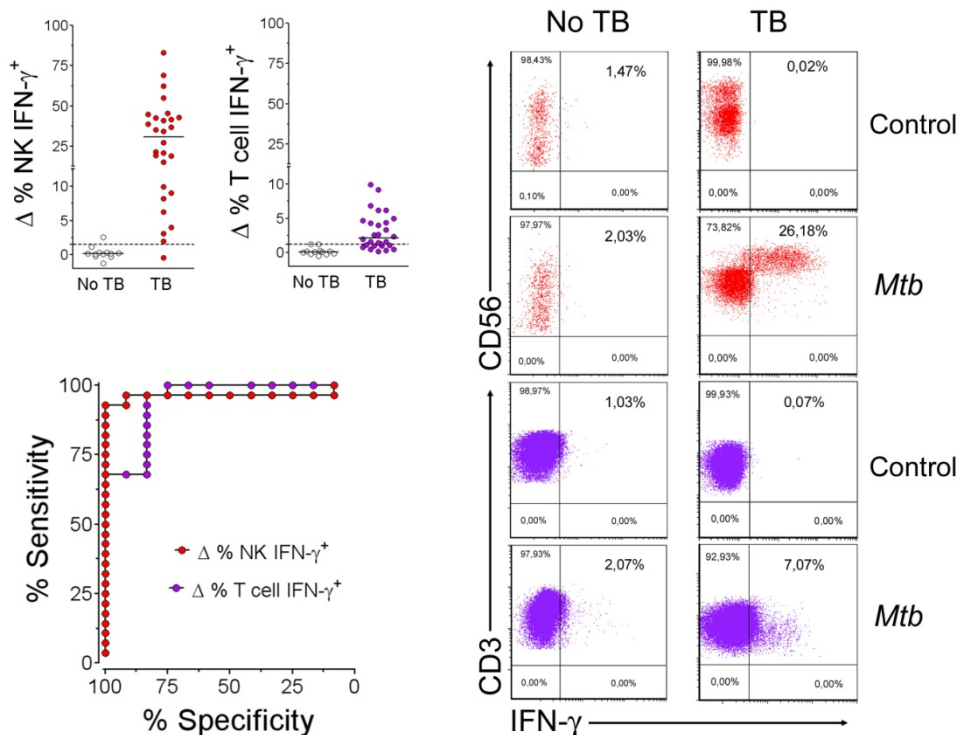 Δ % NK IFN-γ+
100
75
50
25
10
5
0
No TB
TB
Δ % T cell IFN-γ+
100
75
50
25
10
5
0
No TB
TB
% Sensitivity
100
75
50
25
0
Δ % NK IFN-γ+
Δ % T cell IFN-γ+
100
75
50
25
0
% Specificity
No TB
TB
98,43%
1,47%
0,10%
0,00%
99,98%
0,02%
0,00%
0,00%
Control
97,97%
2,03%
0,00%
0,00%
73,82%
26,18%
0,00%
0,00%
Mtb
CD56
98,97%
1,03%
0,00%
0,00%
99,93%
0,07%
0,00%
0,00%
Control
97,93%
2,07%
0,00%
0,00%
92,93%
7,07%
0,00%
0,00%
Mtb
CD3
IFN-γ